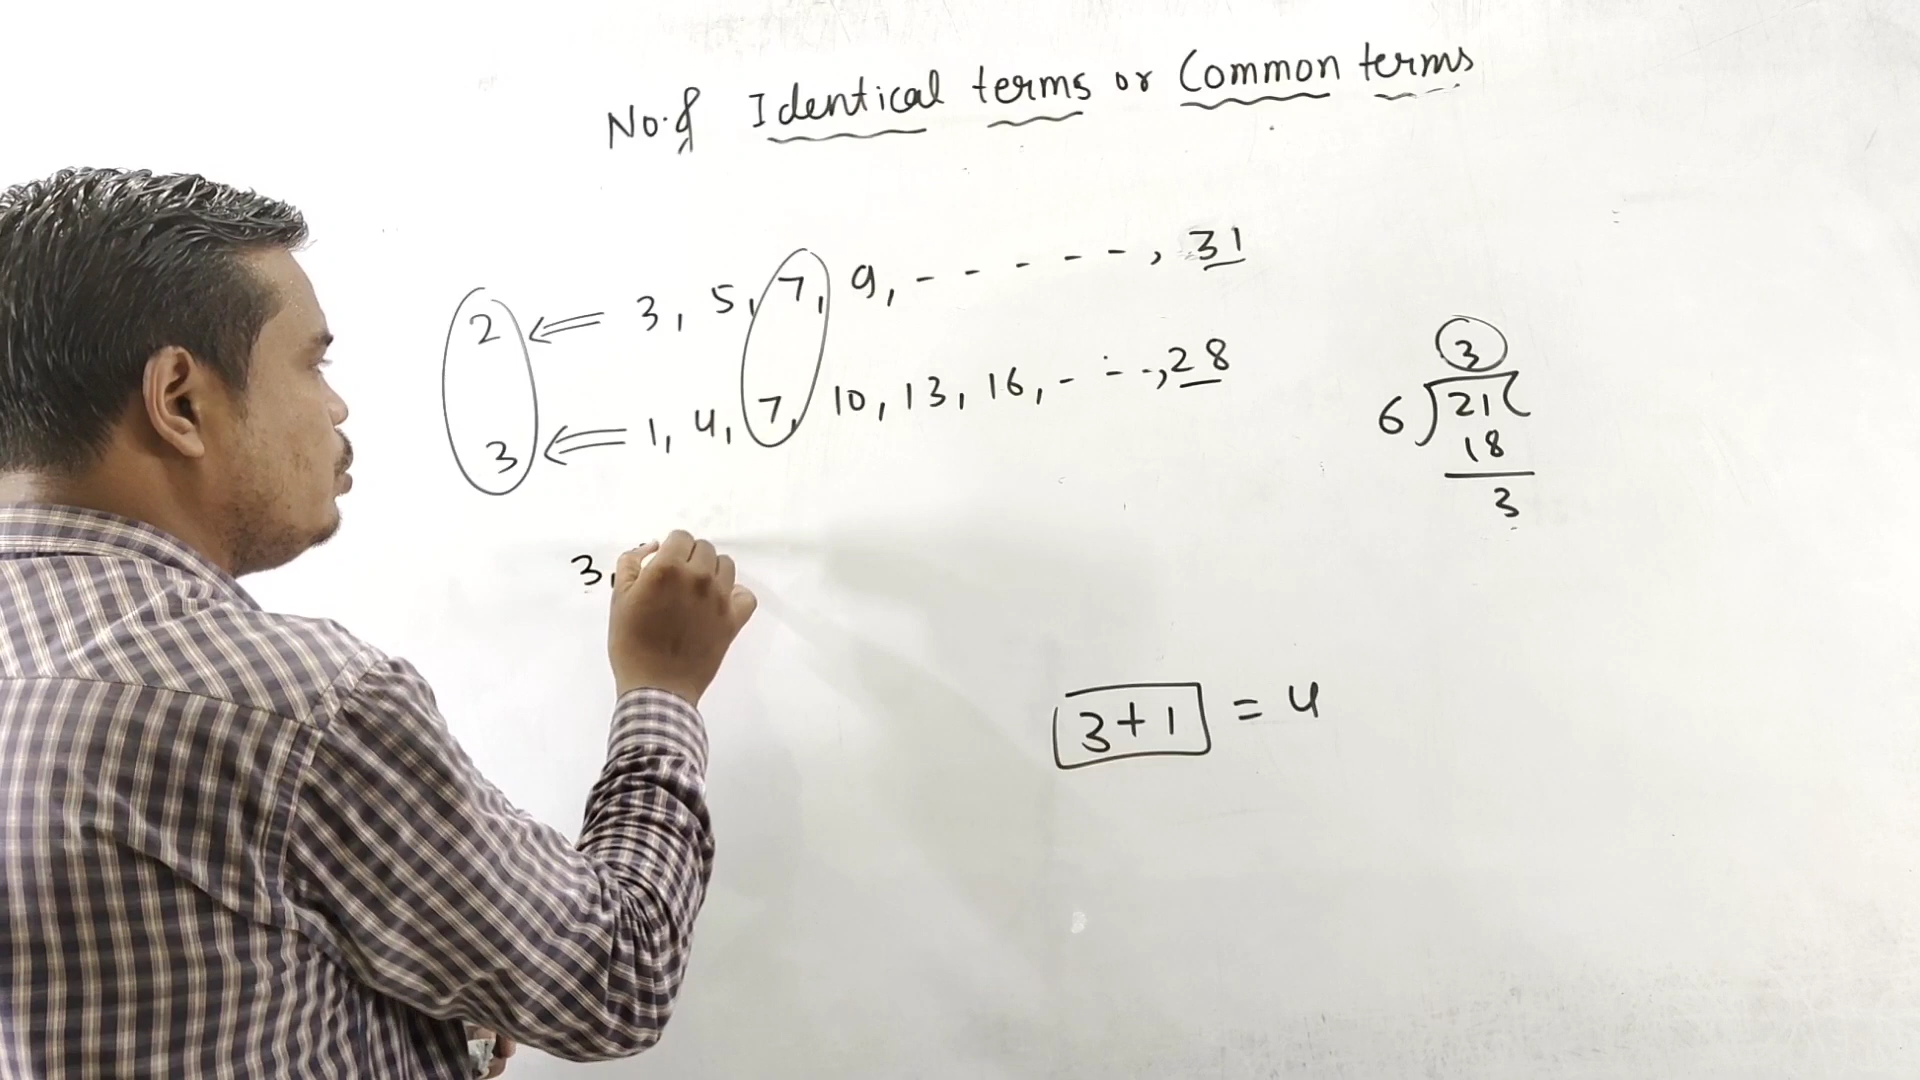 No. of Identical terms or Common terms
2 ⇐ 3, 5, 7, 9, - - - - - -, 31
3 ⇐ 1, 4, 7, 10, 13, 16, - - - -, 28
3
6 ) 21 (
18
3
3,
3+1 = 4